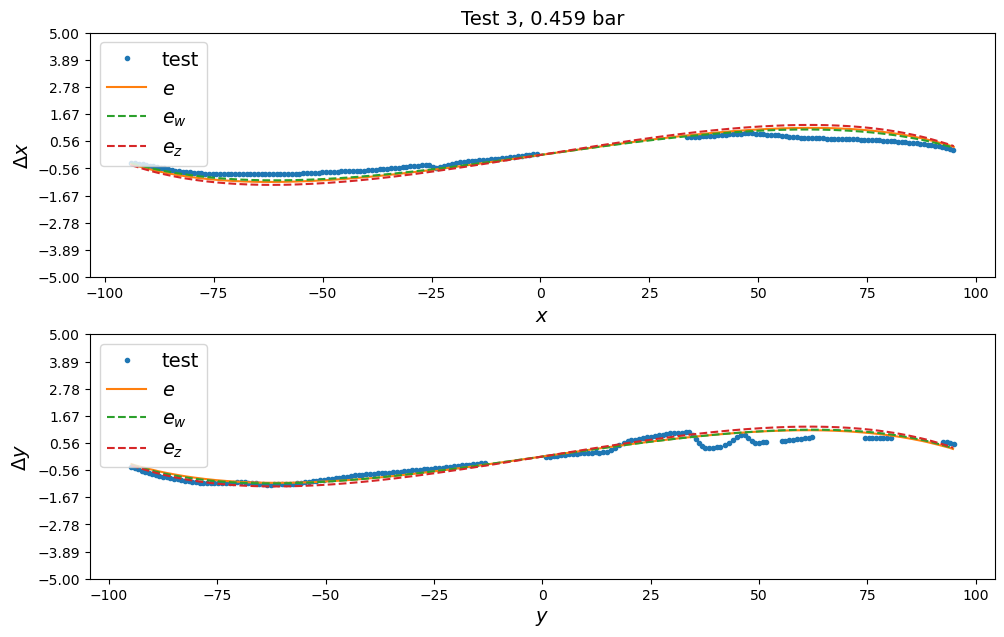 Test 3, 0.459 bar
5.00
3.89
2.78
1.67
0.56
−0.56
−1.67
−2.78
−3.89
−5.00
Δx
test
e
e_w
e_z
−100 −75 −50 −25 0 25 50 75 100
x
5.00
3.89
2.78
1.67
0.56
−0.56
−1.67
−2.78
−3.89
−5.00
Δy
test
e
e_w
e_z
−100 −75 −50 −25 0 25 50 75 100
y